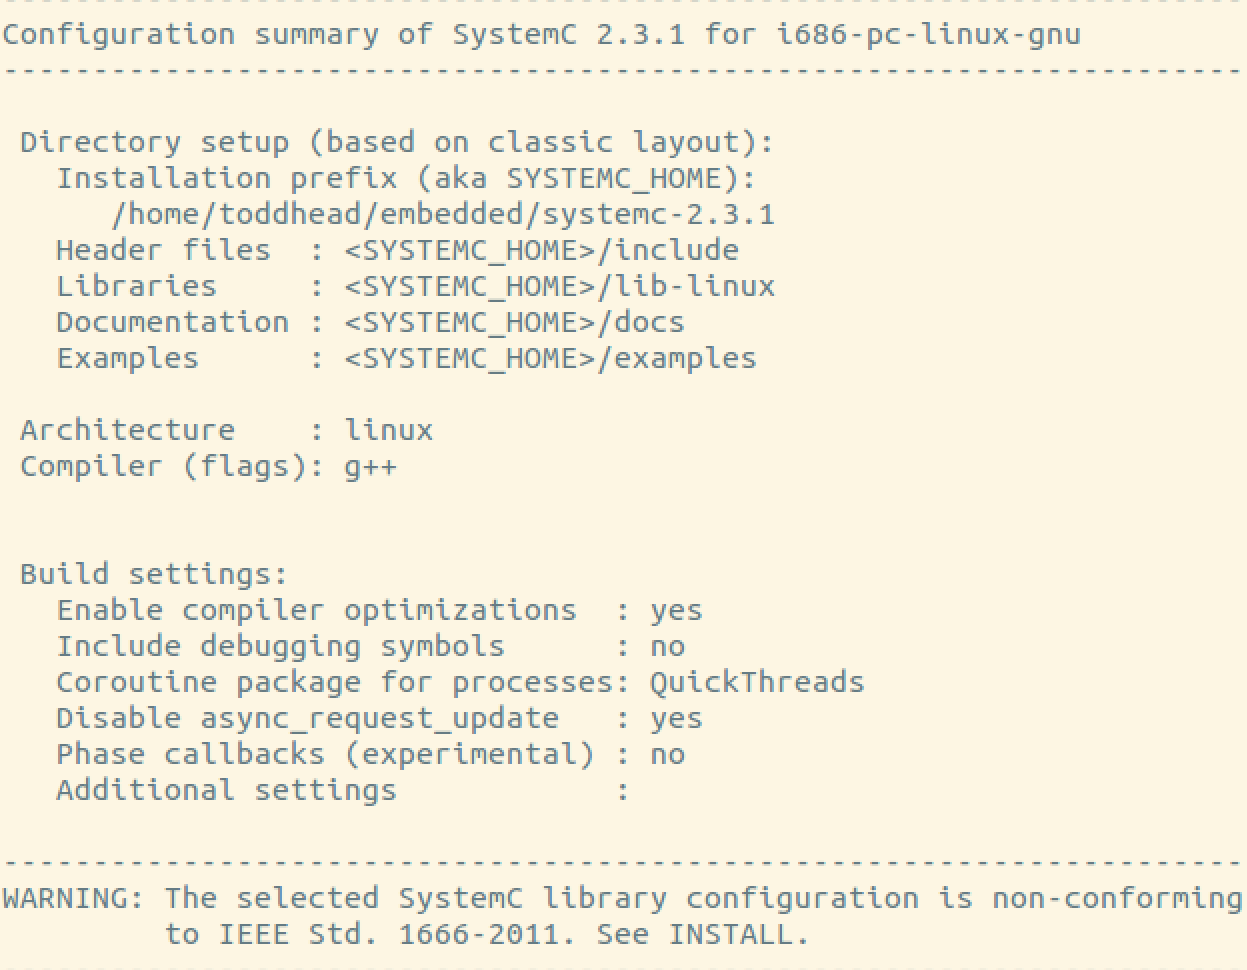 Configuration summary of SystemC 2.3.1 for i686-pc-linux-gnu
---------------------------------------------------------------------
Directory setup (based on classic layout):
Installation prefix (aka SYSTEMC_HOME):
/home/toddhead/embedded/systemc-2.3.1
Header files  : <SYSTEMC_HOME>/include
Libraries     : <SYSTEMC_HOME>/lib-linux
Documentation : <SYSTEMC_HOME>/docs
Examples      : <SYSTEMC_HOME>/examples
Architecture    : linux
Compiler (flags): g++
Build settings:
Enable compiler optimizations  : yes
Include debugging symbols      : no
Coroutine package for processes: QuickThreads
Disable async_request_update   : yes
Phase callbacks (experimental) : no
Additional settings            :
---------------------------------------------------------------------
WARNING: The selected SystemC library configuration is non-conforming
to IEEE Std. 1666-2011. See INSTALL.